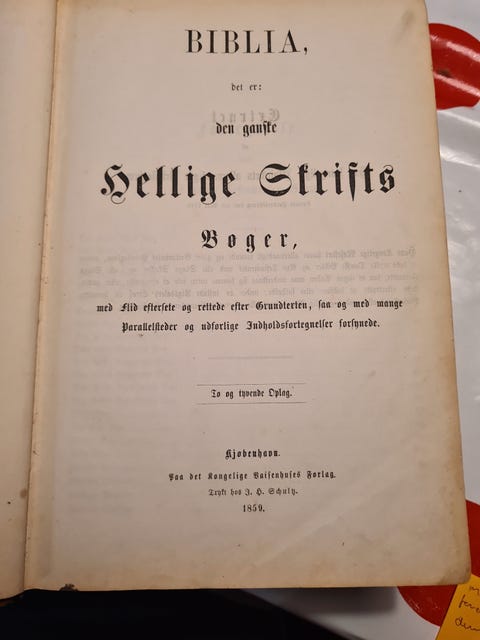 BIBLIA,
det er:
den ganske
Hellige Skrifts
Bøger,
med Flid eftersete og rettede efter Grundtexten, saa og med mange
Parallelsteder og udførlige Indholdsfortegnelser forsynede.
To og tyvende Oplag.
Kjøbenhavn.
Paa det Kongelige Vaisenhuses Forlag.
Trykt hos J. H. Schultz.
1859.